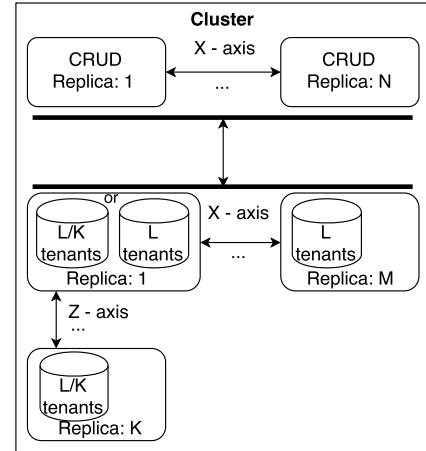 Cluster
CRUD
Replica: 1
X - axis
...
CRUD
Replica: N
or
L/K
tenants
L
tenants
Replica: 1
X - axis
...
L
tenants
Replica: M
Z - axis
...
L/K
tenants
Replica: K